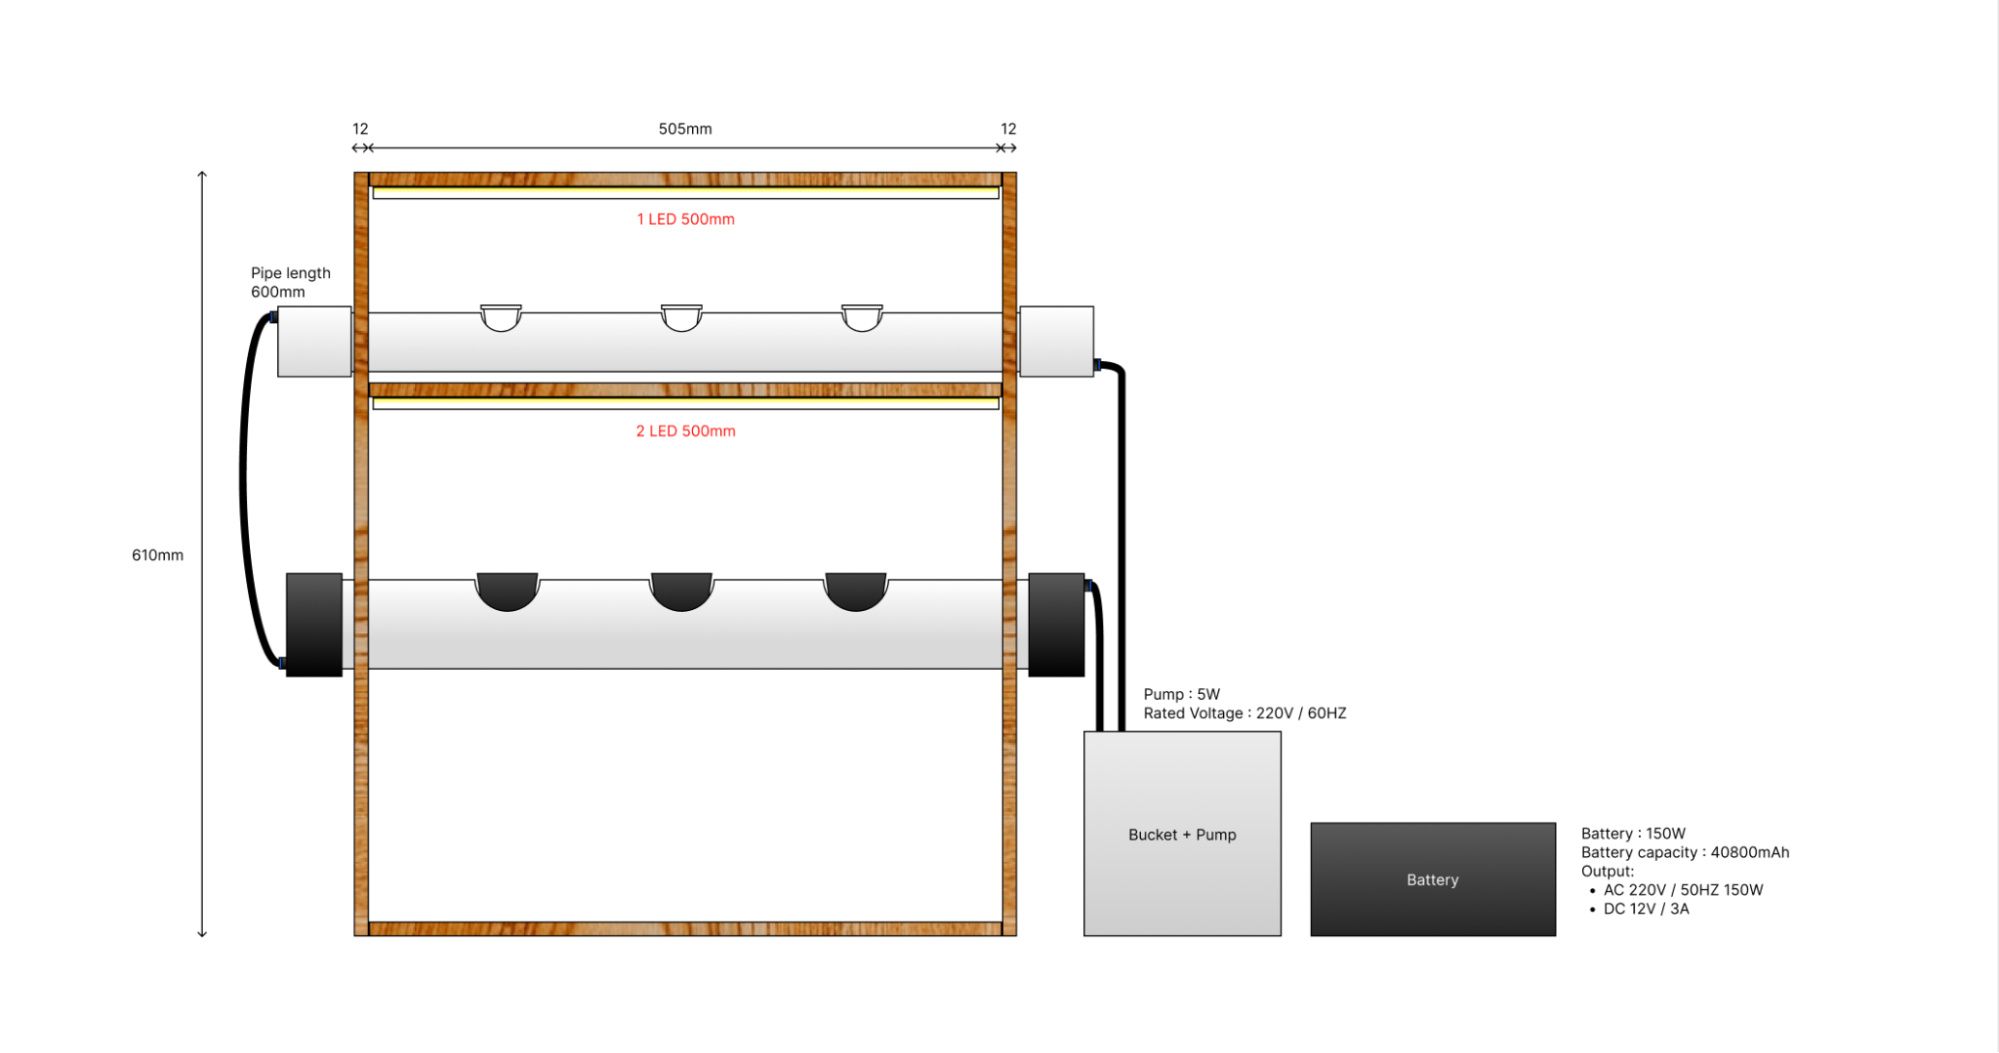 12
505mm
12
1 LED 500mm
Pipe length
600mm
2 LED 500mm
610mm
Pump : 5W
Rated Voltage : 220V / 60HZ
Bucket + Pump
Battery
Battery : 150W
Battery capacity : 40800mAh
Output:
• AC 220V / 50HZ 150W
• DC 12V / 3A